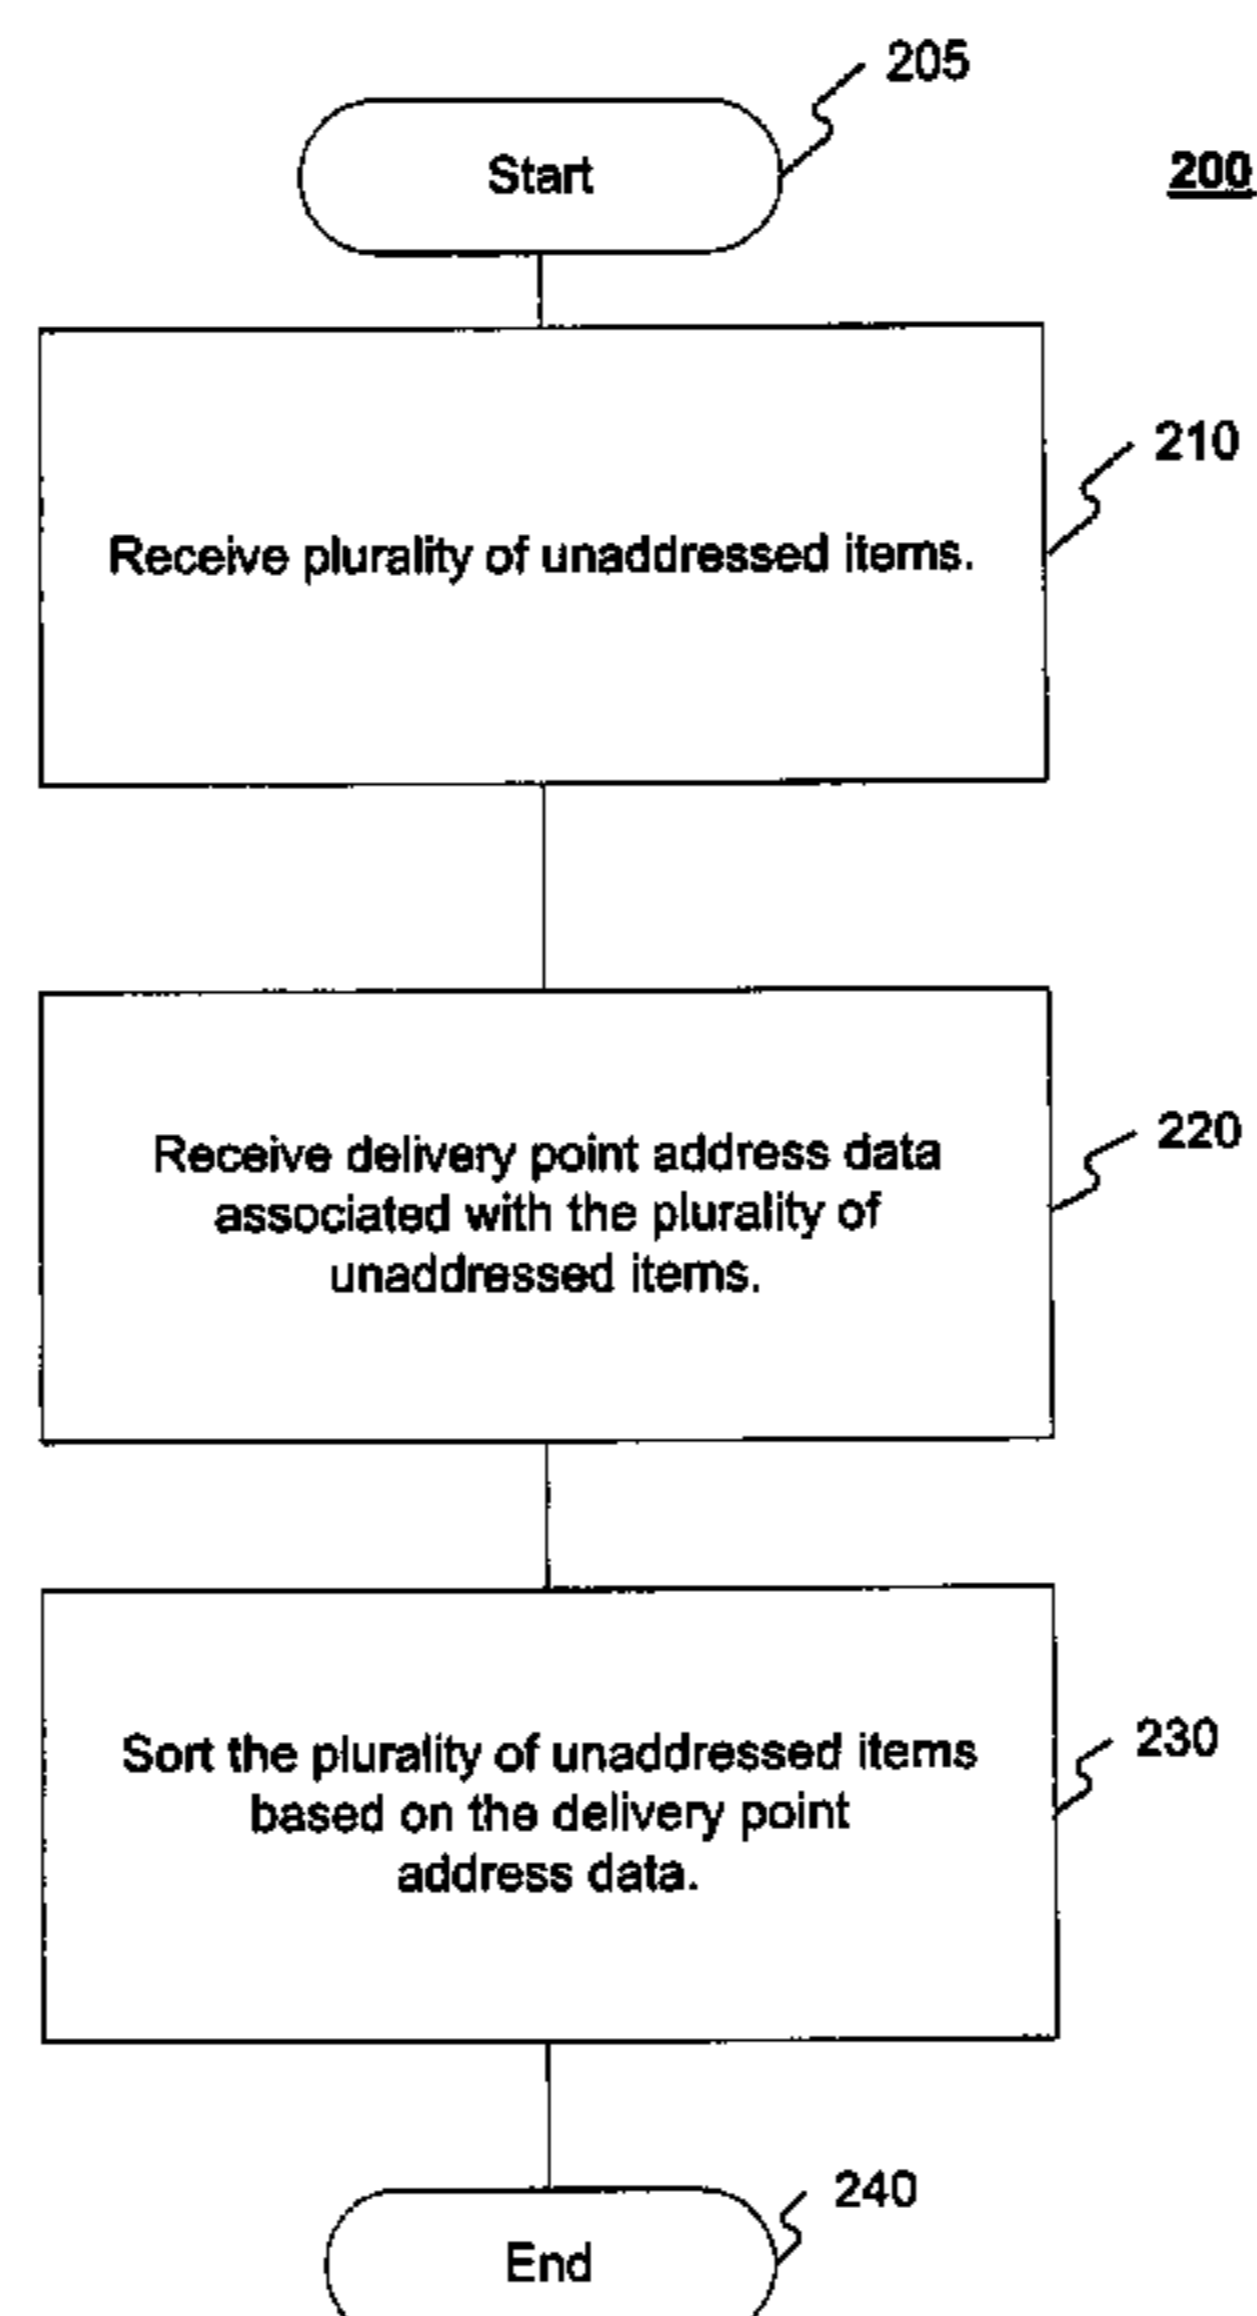 205
Start
200
210
Receive plurality of unaddressed items.
220
Receive delivery point address data
associated with the plurality of
unaddressed items.
230
Sort the plurality of unaddressed items
based on the delivery point
address data.
240
End